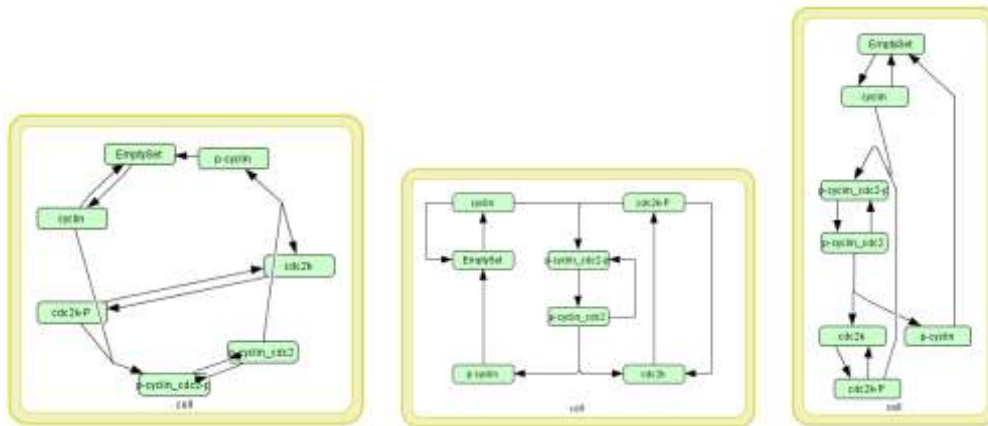 EmptySet
p-cyclin
cyclin
cdc2k
cdc2k-P
p-cyclin_cdc2
p-cyclin_cdc2-p
cell
cyclin
cdc2k-P
EmptySet
p-cyclin_cdc2-p
p-cyclin_cdc2
p-cyclin
cdc2k
cell
EmptySet
cyclin
p-cyclin_cdc2-p
p-cyclin_cdc2
cdc2k
p-cyclin
cdc2k-P
cell